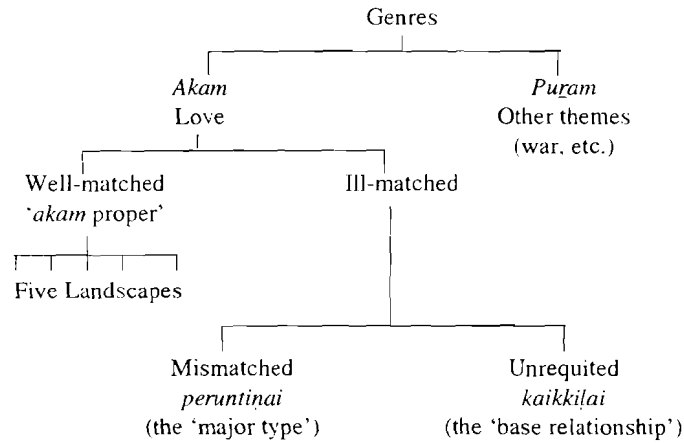 Genres
Akam
Love
Puṟam
Other themes
(war, etc.)
Well-matched
‘akam proper’
Ill-matched
Five Landscapes
Mismatched
peruntiṇai
(the ‘major type’)
Unrequited
kaikkiḷai
(the ‘base relationship’)